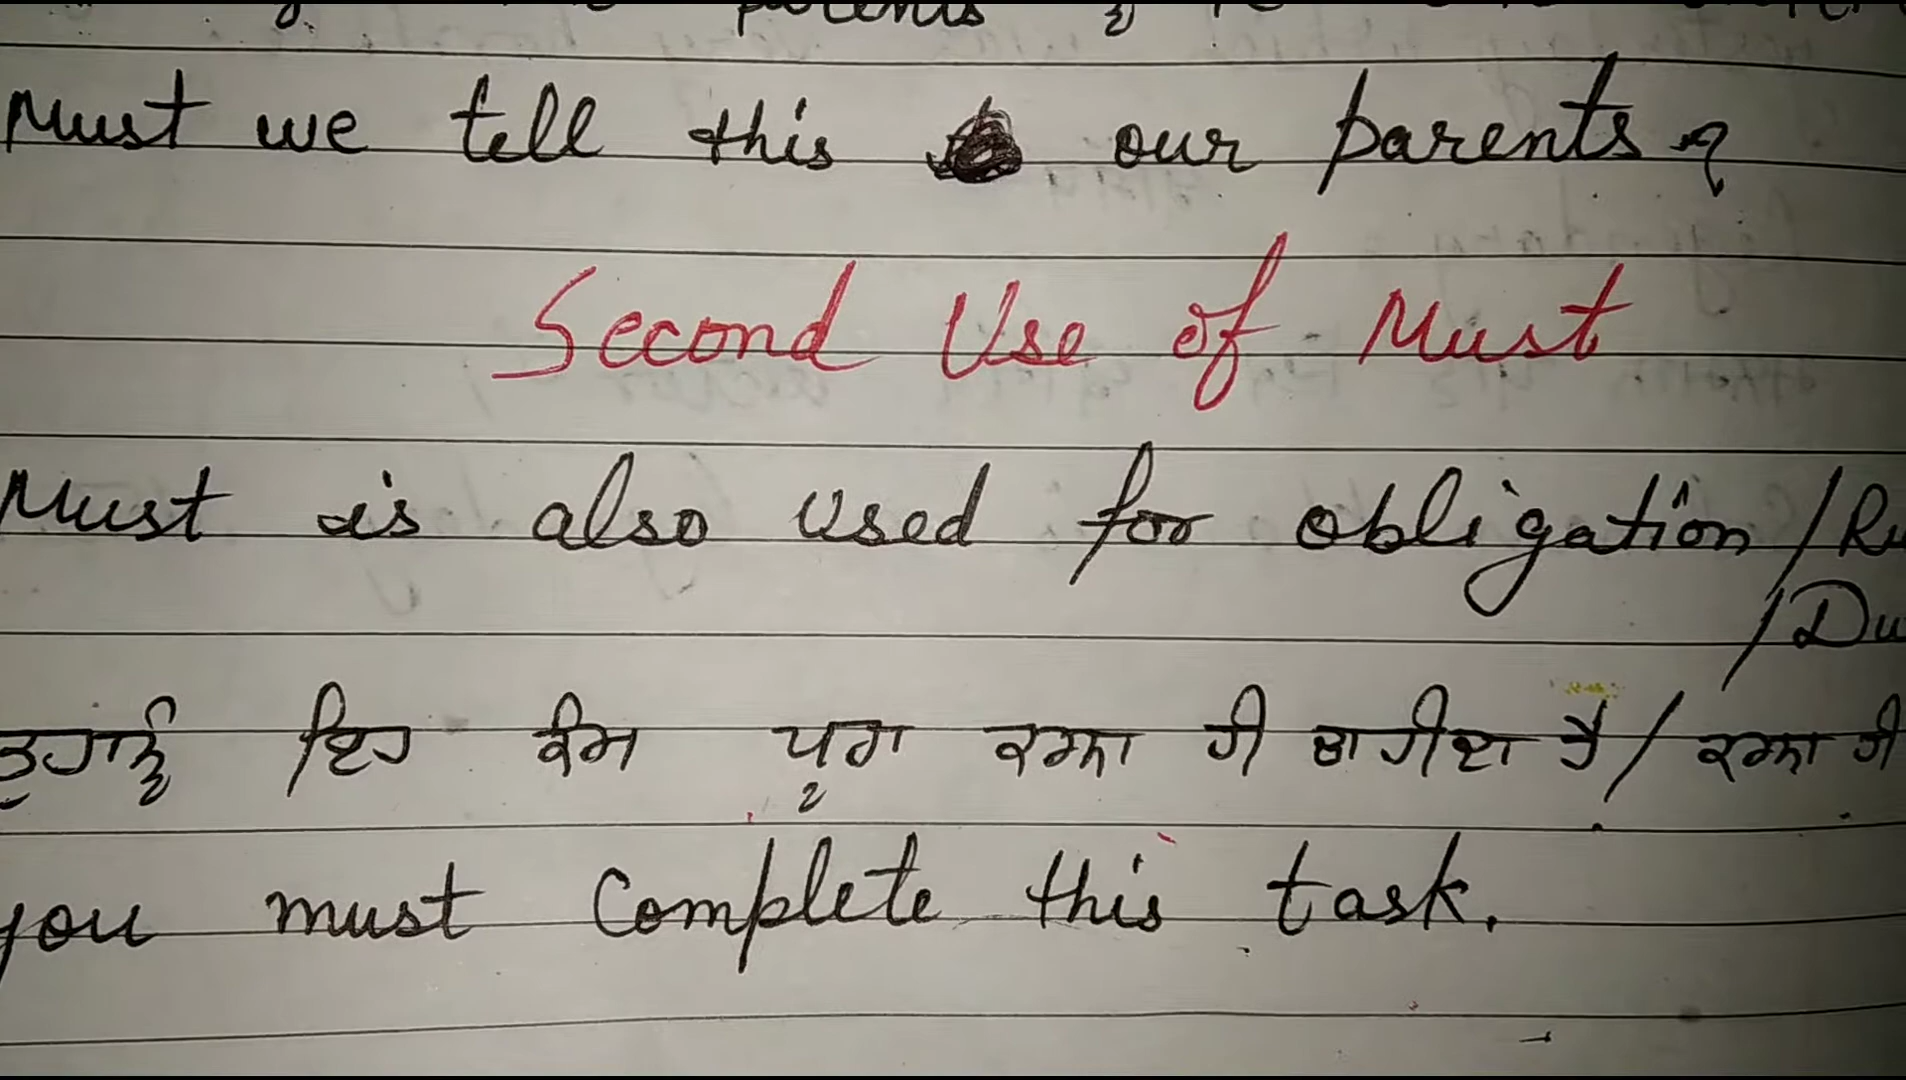 parents
Must we tell this our parents ?
Second Use of Must
Must is also used for obligation /
/
ਤੁਹਾਨੂੰ ਇਹ ਕੰਮ ਪੂਰਾ ਕਰਨਾ ਹੀ ਚਾਹੀਦਾ ਹੈ / ਕਰਨਾ ਹੀ
you must Complete this task.